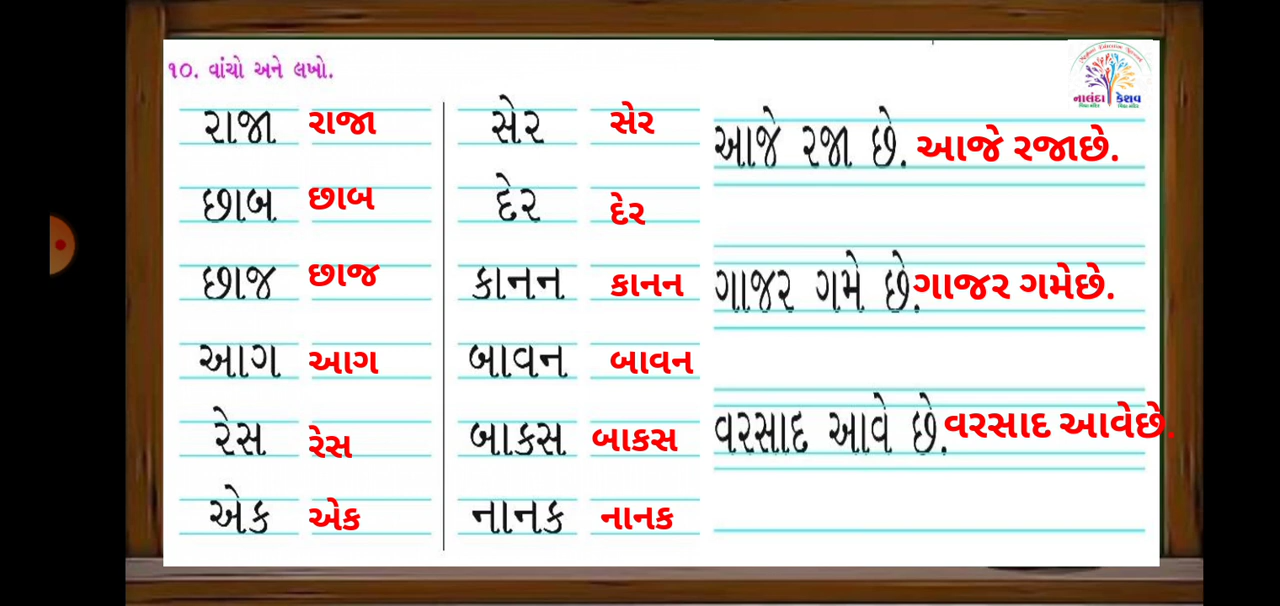 ૧૦. વાંચો અને લખો.
નાલંદા કેશવ
રાજા રાજા
છાબ છાબ
છાજ છાજ
આગ આગ
રેસ રેસ
એક એક
સેર સેર
દેર દેર
કાનન કાનન
બાવન બાવન
બાકસ બાકસ
નાનક નાનક
આજે રજા છે. આજે રજાછે.
ગાજર ગમે છે. ગાજર ગમેછે.
વરસાદ આવે છે. વરસાદ આવેછે.